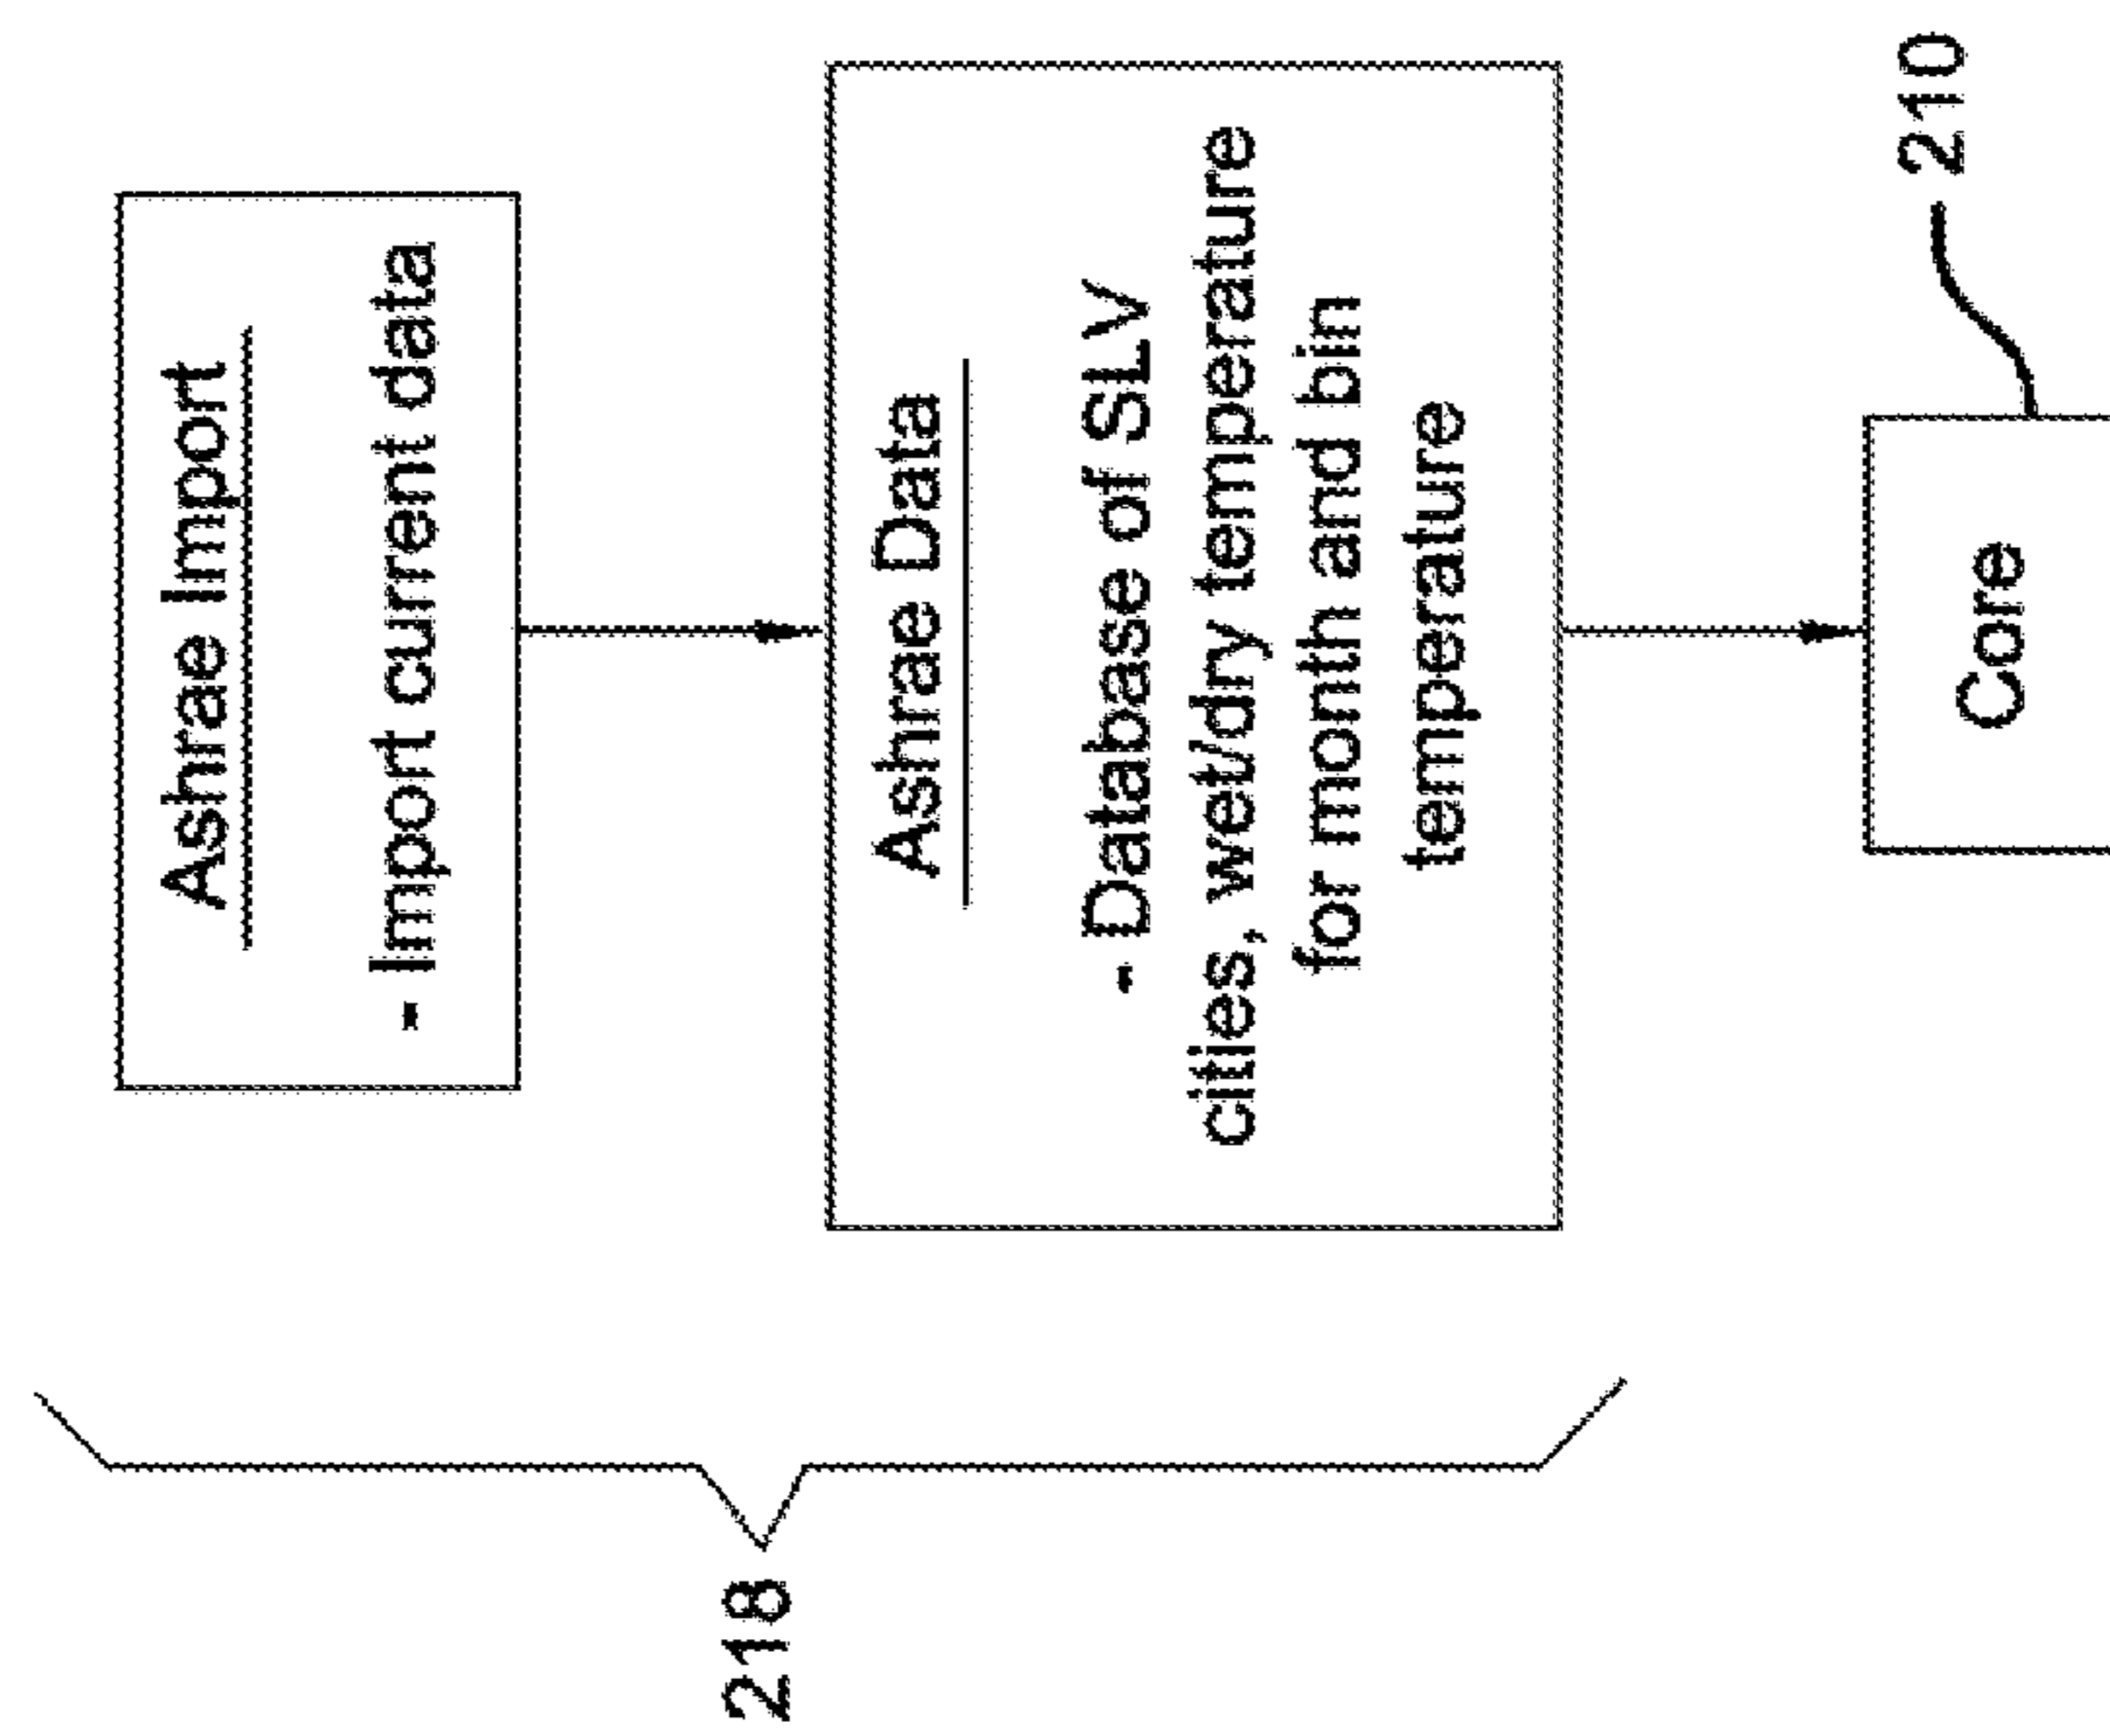 218
Ashrae Import
- Import current data
Ashrae Data
- Database of SLV
cities, wet/dry temperature
for month and bin
temperature
210
Core